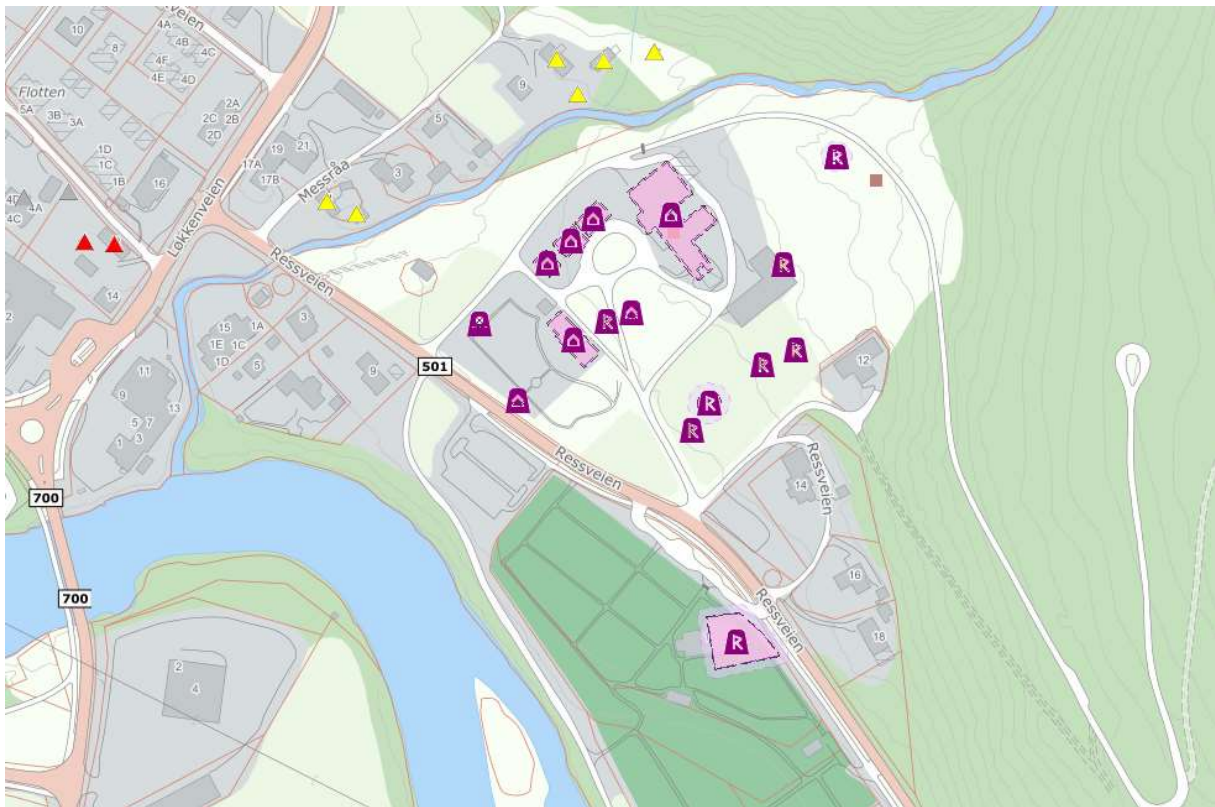 Ressveien
4A
10
4B
8
4C
4F
4E
4D
Flotten
5A
3B
3A
2A
2C
2B
2D
1D
1C
1B
16
17A
17B
19
21
9
5
3
Messråa
Løkkenveien
4A
4C
14
2
Ressveien
15
1A
1E
1C
1D
5
3
9
11
9
13
5
7
1
3
501
R
R
R
R
R
R
R
12
Ressveien
Ressveien
14
16
18
Ressveien
R
700
700
2
4